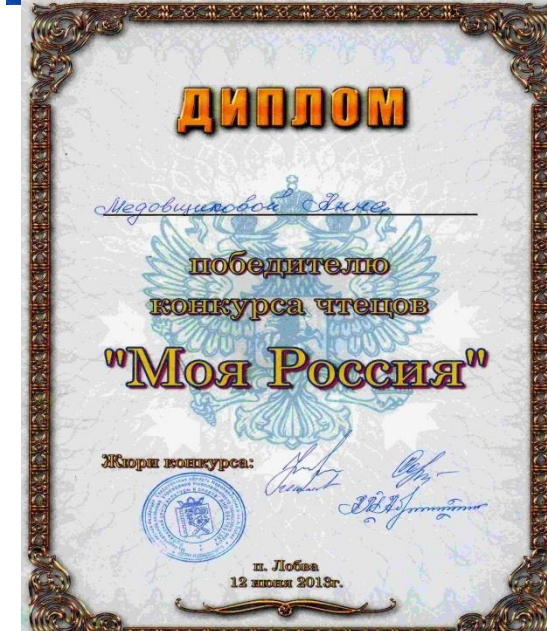 ДИПЛОМ
Медовщиковой Анне
победителю
конкурса чтецов
"Моя Россия"
Жюри конкурса:
п. Лобва
12 июня 2013г.